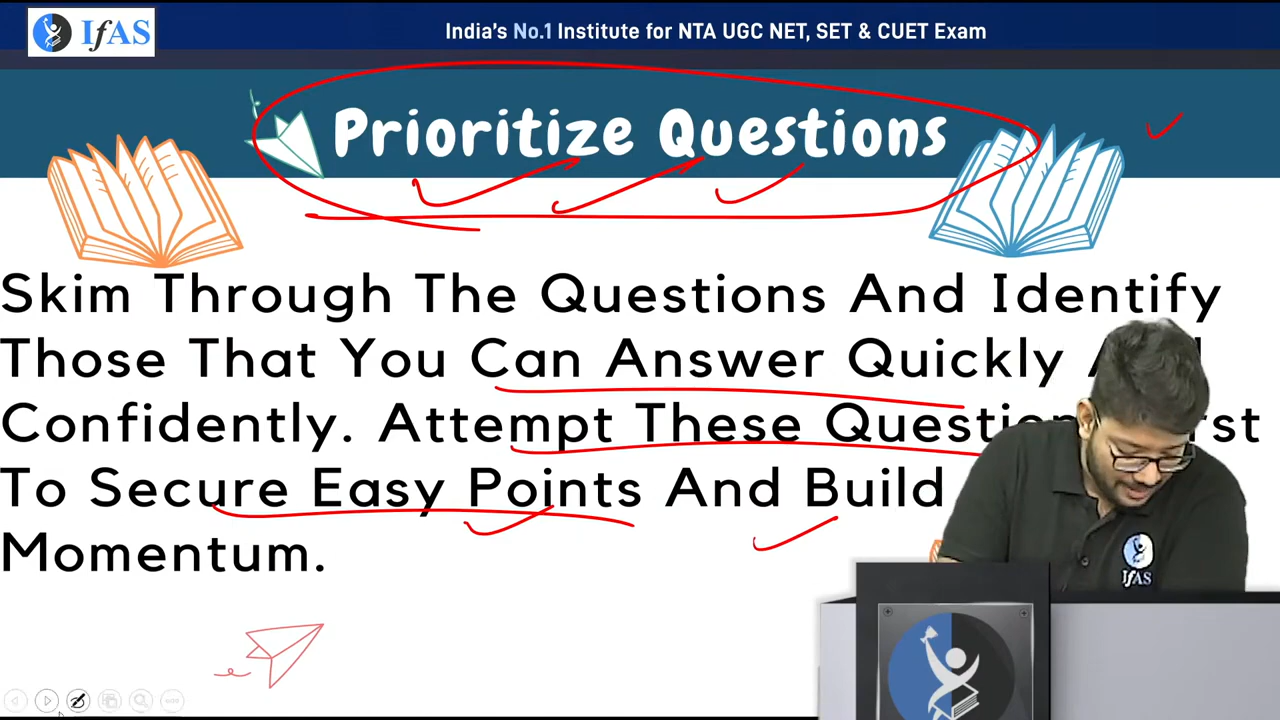 IfAS
India's No.1 Institute for NTA UGC NET, SET & CUET Exam
Prioritize Questions
Skim Through The Questions And Identify
Those That You Can Answer Quickly
Confidently. Attempt These
To Secure Easy Points And Build
Momentum.
IfAS